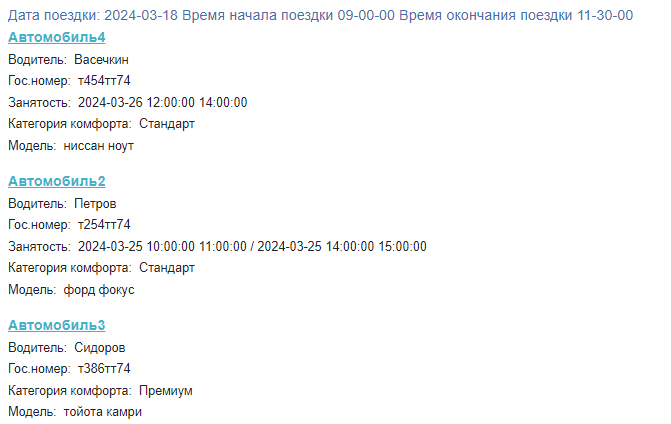 Дата поездки: 2024-03-18 Время начала поездки 09-00-00 Время окончания поездки 11-30-00
Автомобиль4
Водитель: Васечкин
Гос.номер: т454тт74
Занятость: 2024-03-26 12:00:00 14:00:00
Категория комфорта: Стандарт
Модель: ниссан ноут
Автомобиль2
Водитель: Петров
Гос.номер: т254тт74
Занятость: 2024-03-25 10:00:00 11:00:00 / 2024-03-25 14:00:00 15:00:00
Категория комфорта: Стандарт
Модель: форд фокус
Автомобиль3
Водитель: Сидоров
Гос.номер: т386тт74
Категория комфорта: Премиум
Модель: тойота камри